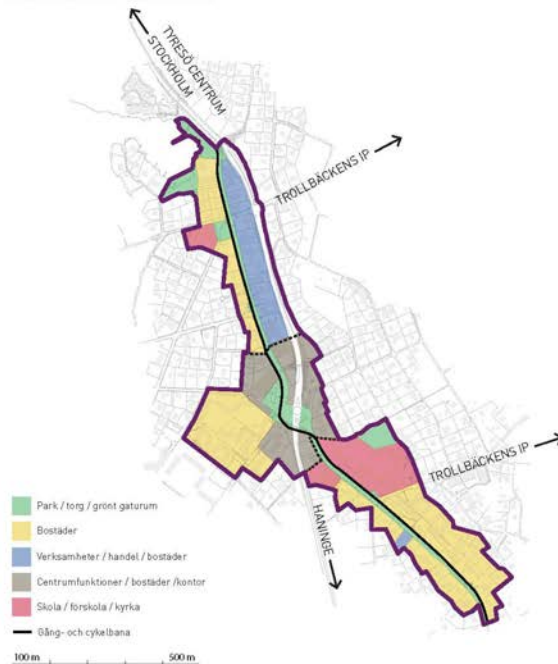 TYRESÖ CENTRUM
STOCKHOLM
TROLLBÄCKENS IP
TROLLBÄCKENS IP
HANINGE
Park / torg / grönt gaturum
Bostäder
Verksamheter / handel / bostäder
Centrumfunktioner / bostäder /kontor
Skola / förskola / kyrka
Gång- och cykelbana
100 m 500 m